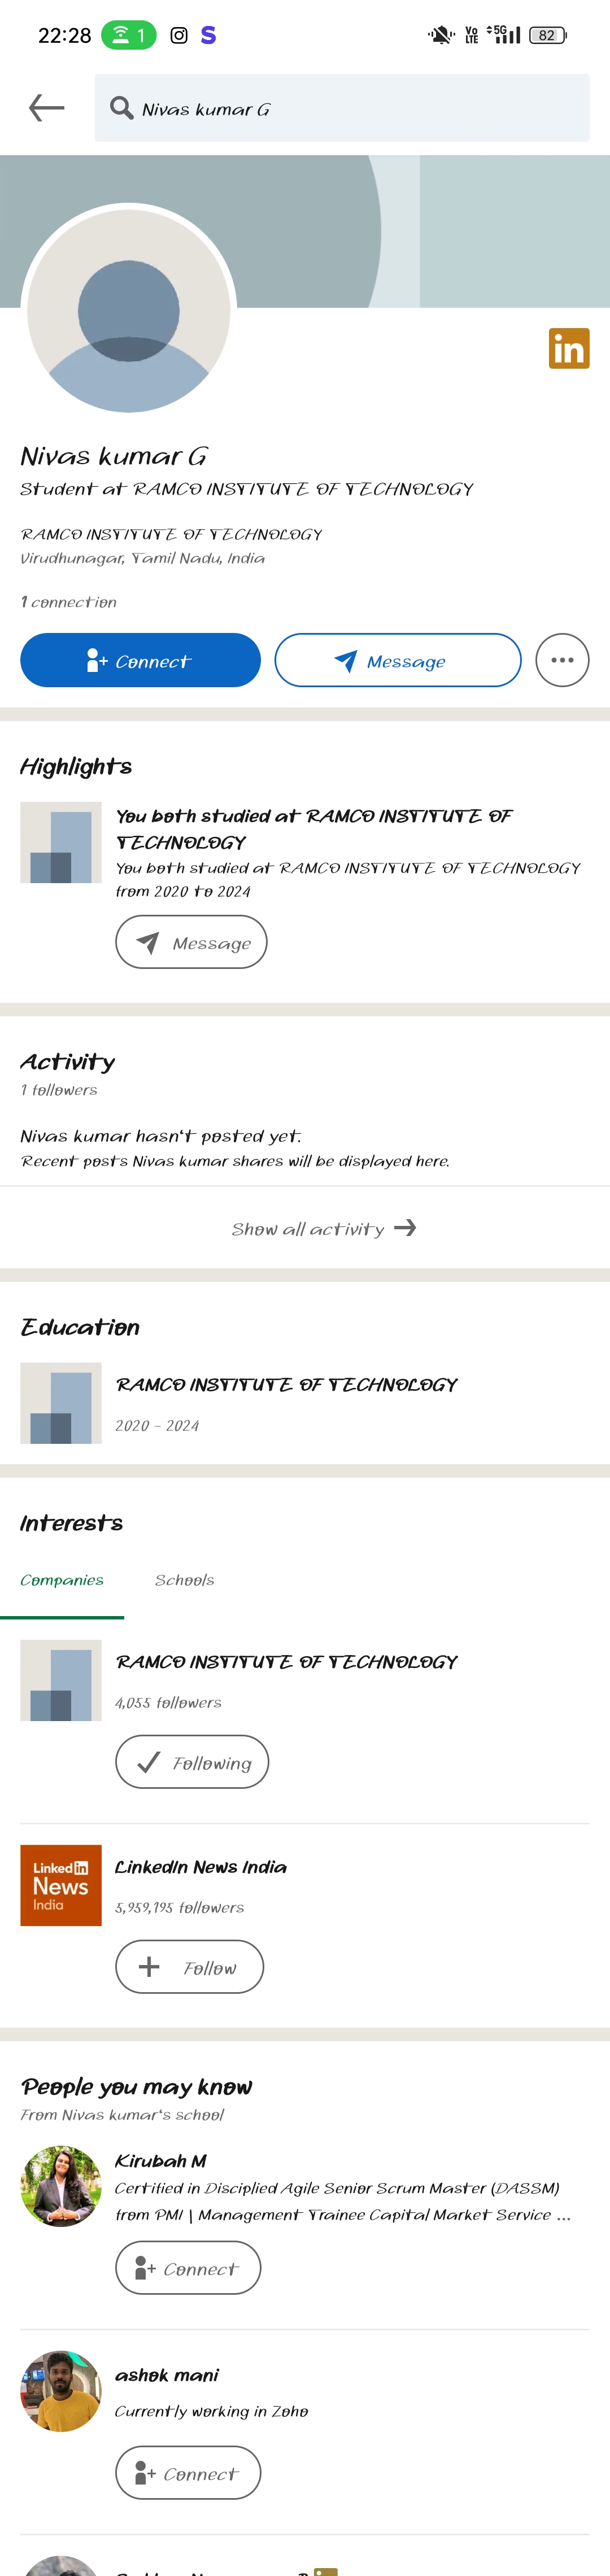 22:28 1 S Vo LTE 5G 82
Nivas kumar G
in
Nivas kumar G
Student at RAMCO INSTITUTE OF TECHNOLOGY
RAMCO INSTITUTE OF TECHNOLOGY
Virudhunagar, Tamil Nadu, India
1 connection
Connect Message
Highlights
You both studied at RAMCO INSTITUTE OF
TECHNOLOGY
You both studied at RAMCO INSTITUTE OF TECHNOLOGY
from 2020 to 2024
Message
Activity
1 followers
Nivas kumar hasn't posted yet.
Recent posts Nivas kumar shares will be displayed here.
Show all activity →
Education
RAMCO INSTITUTE OF TECHNOLOGY
2020 - 2024
Interests
Companies Schools
RAMCO INSTITUTE OF TECHNOLOGY
4,055 followers
Following
Linked in
News
India
LinkedIn News India
5,959,195 followers
Follow
People you may know
From Nivas kumar's school
Kirubah M
Certified in Disciplied Agile Senior Scrum Master (DASSM)
from PMI | Management Trainee Capital Market Service ...
Connect
ashok mani
Currently working in Zoho
Connect